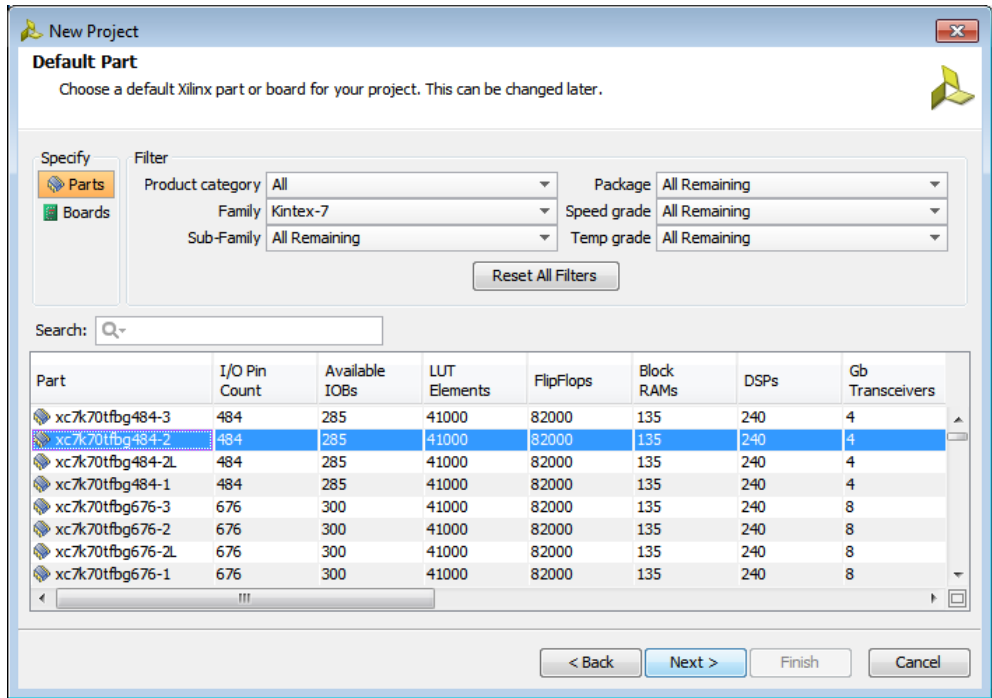 New Project
Default Part
Choose a default Xilinx part or board for your project. This can be changed later.
Specify
Filter
Parts
Boards
Product category All
Package All Remaining
Family Kintex-7
Speed grade All Remaining
Sub-Family All Remaining
Temp grade All Remaining
Reset All Filters
Search:
Part I/O Pin Count Available IOBs LUT Elements FlipFlops Block RAMs DSPs Gb Transceivers
xc7k70tfbg484-3 484 285 41000 82000 135 240 4
xc7k70tfbg484-2 484 285 41000 82000 135 240 4
xc7k70tfbg484-2L 484 285 41000 82000 135 240 4
xc7k70tfbg484-1 484 285 41000 82000 135 240 4
xc7k70tfbg676-3 676 300 41000 82000 135 240 8
xc7k70tfbg676-2 676 300 41000 82000 135 240 8
xc7k70tfbg676-2L 676 300 41000 82000 135 240 8
xc7k70tfbg676-1 676 300 41000 82000 135 240 8
< Back Next > Finish Cancel